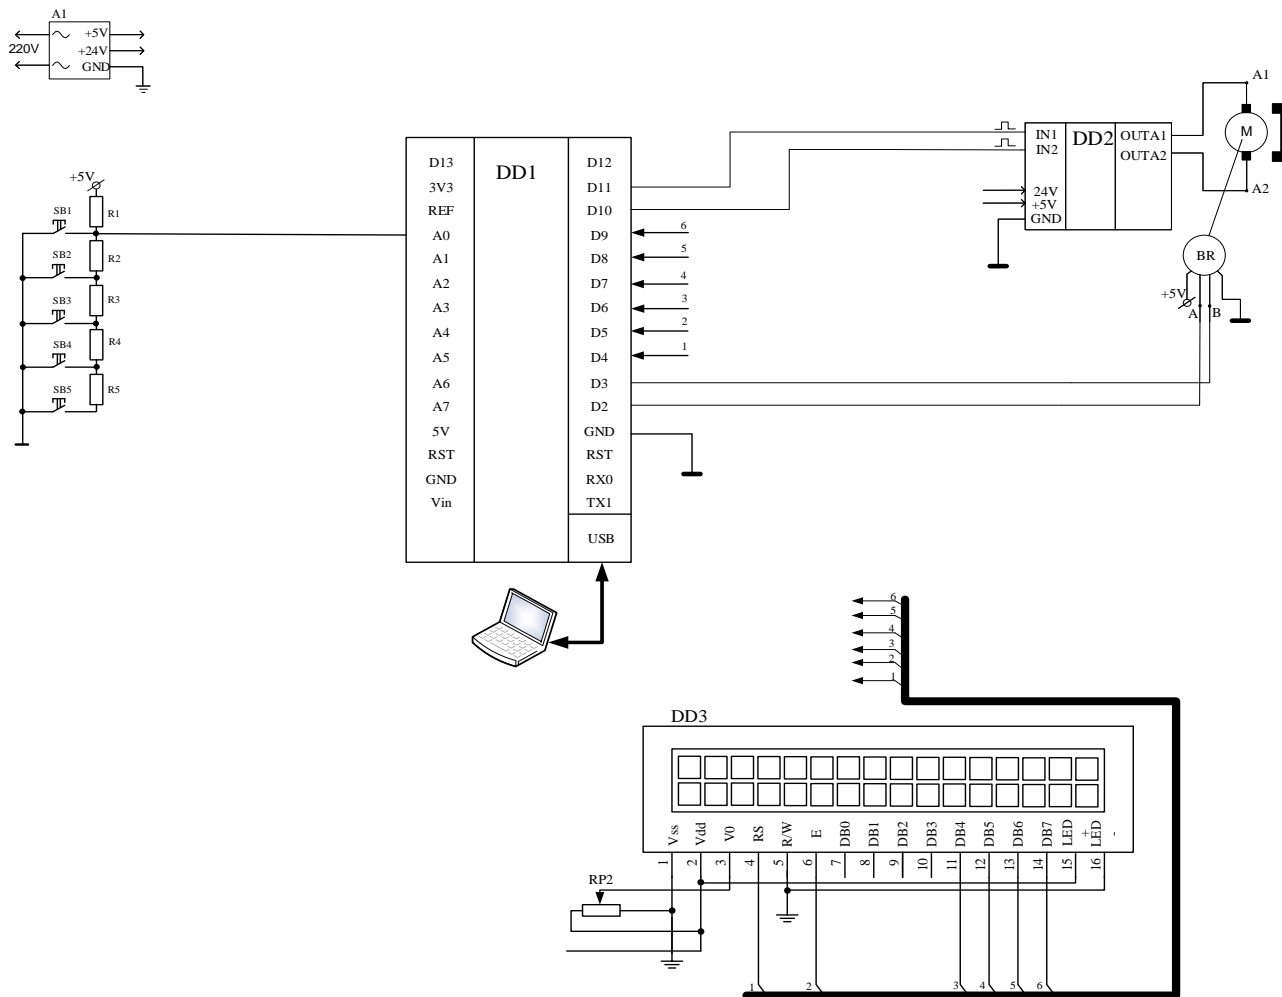 A1
220V
+5V
+24V
GND
+5V
R1
SB1
R2
SB2
R3
SB3
R4
SB4
R5
SB5
DD1
D13
3V3
REF
A0
A1
A2
A3
A4
A5
A6
A7
5V
RST
GND
Vin
D12
D11
D10
D9
D8
D7
D6
D5
D4
D3
D2
GND
RST
RX0
TX1
USB
6
5
4
3
2
1
IN1
IN2
DD2
OUTA1
OUTA2
24V
+5V
GND
A1
M
A2
BR
+5V
A
B
6
5
4
3
2
1
DD3
Vss
Vdd
V0
RS
R/W
E
DB0
DB1
DB2
DB3
DB4
DB5
DB6
DB7
LED +
LED -
1
2
3
4
5
6
7
8
9
10
11
12
13
14
15
16
RP2
1
2
3
4
5
6